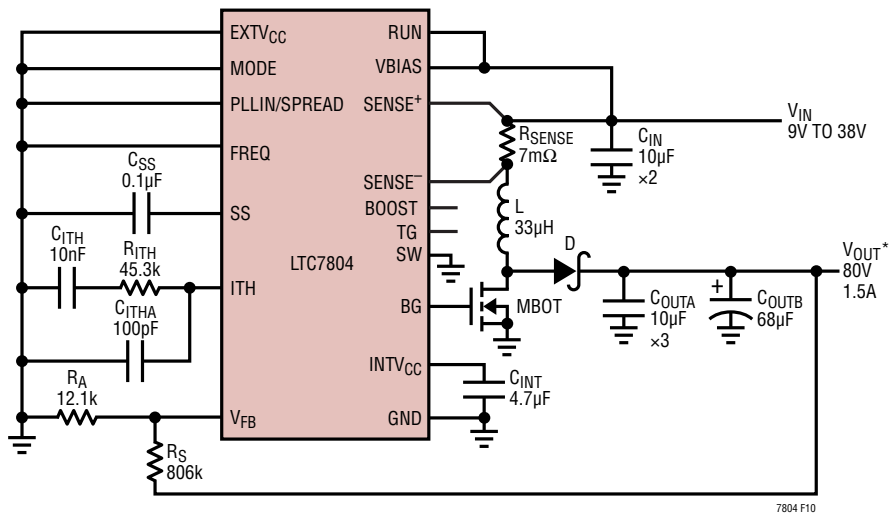 EXTVCC
MODE
PLLIN/SPREAD
FREQ
SS
ITH
VFB
RUN
VBIAS
SENSE+
SENSE–
BOOST
TG
SW
BG
INTVCC
GND
LTC7804
CSS
0.1µF
CITH
10nF
RITH
45.3k
CITHA
100pF
RA
12.1k
RS
806k
RSENSE
7mΩ
CIN
10µF
×2
VIN
9V TO 38V
L
33µH
D
MBOT
COUTA
10µF
×3
+
COUTB
68µF
VOUT*
80V
1.5A
CINT
4.7µF
7804 F10